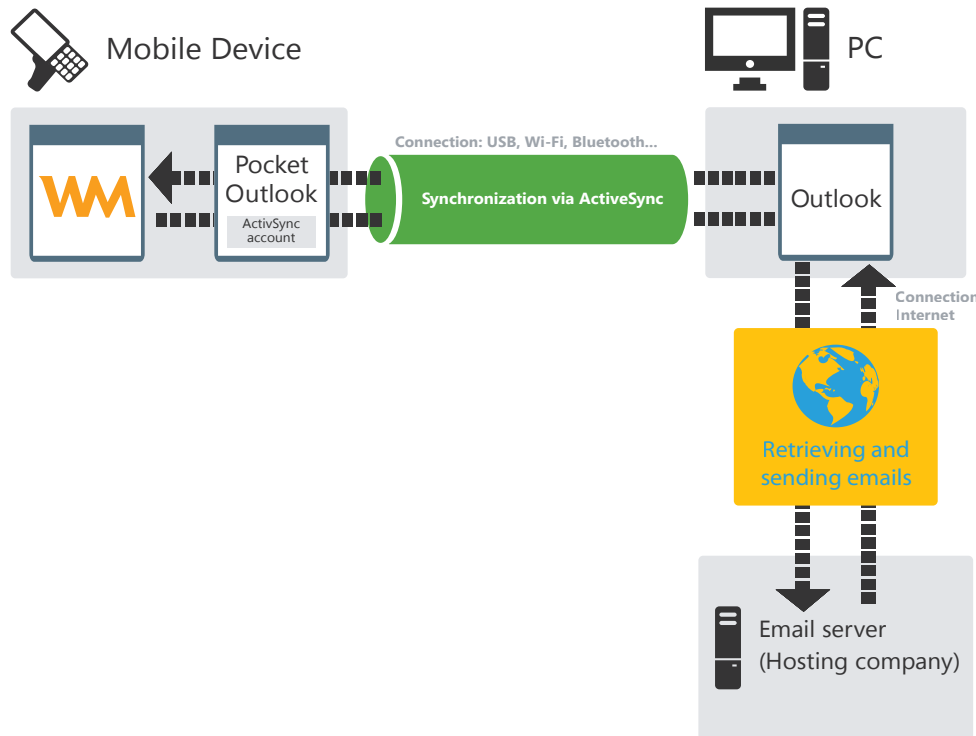 Mobile Device
PC
Connection: USB, Wi-Fi, Bluetooth...
WM
Pocket
Outlook
ActivSync
account
Synchronization via ActiveSync
Outlook
Connection
Internet
Retrieving and
sending emails
Email server
(Hosting company)